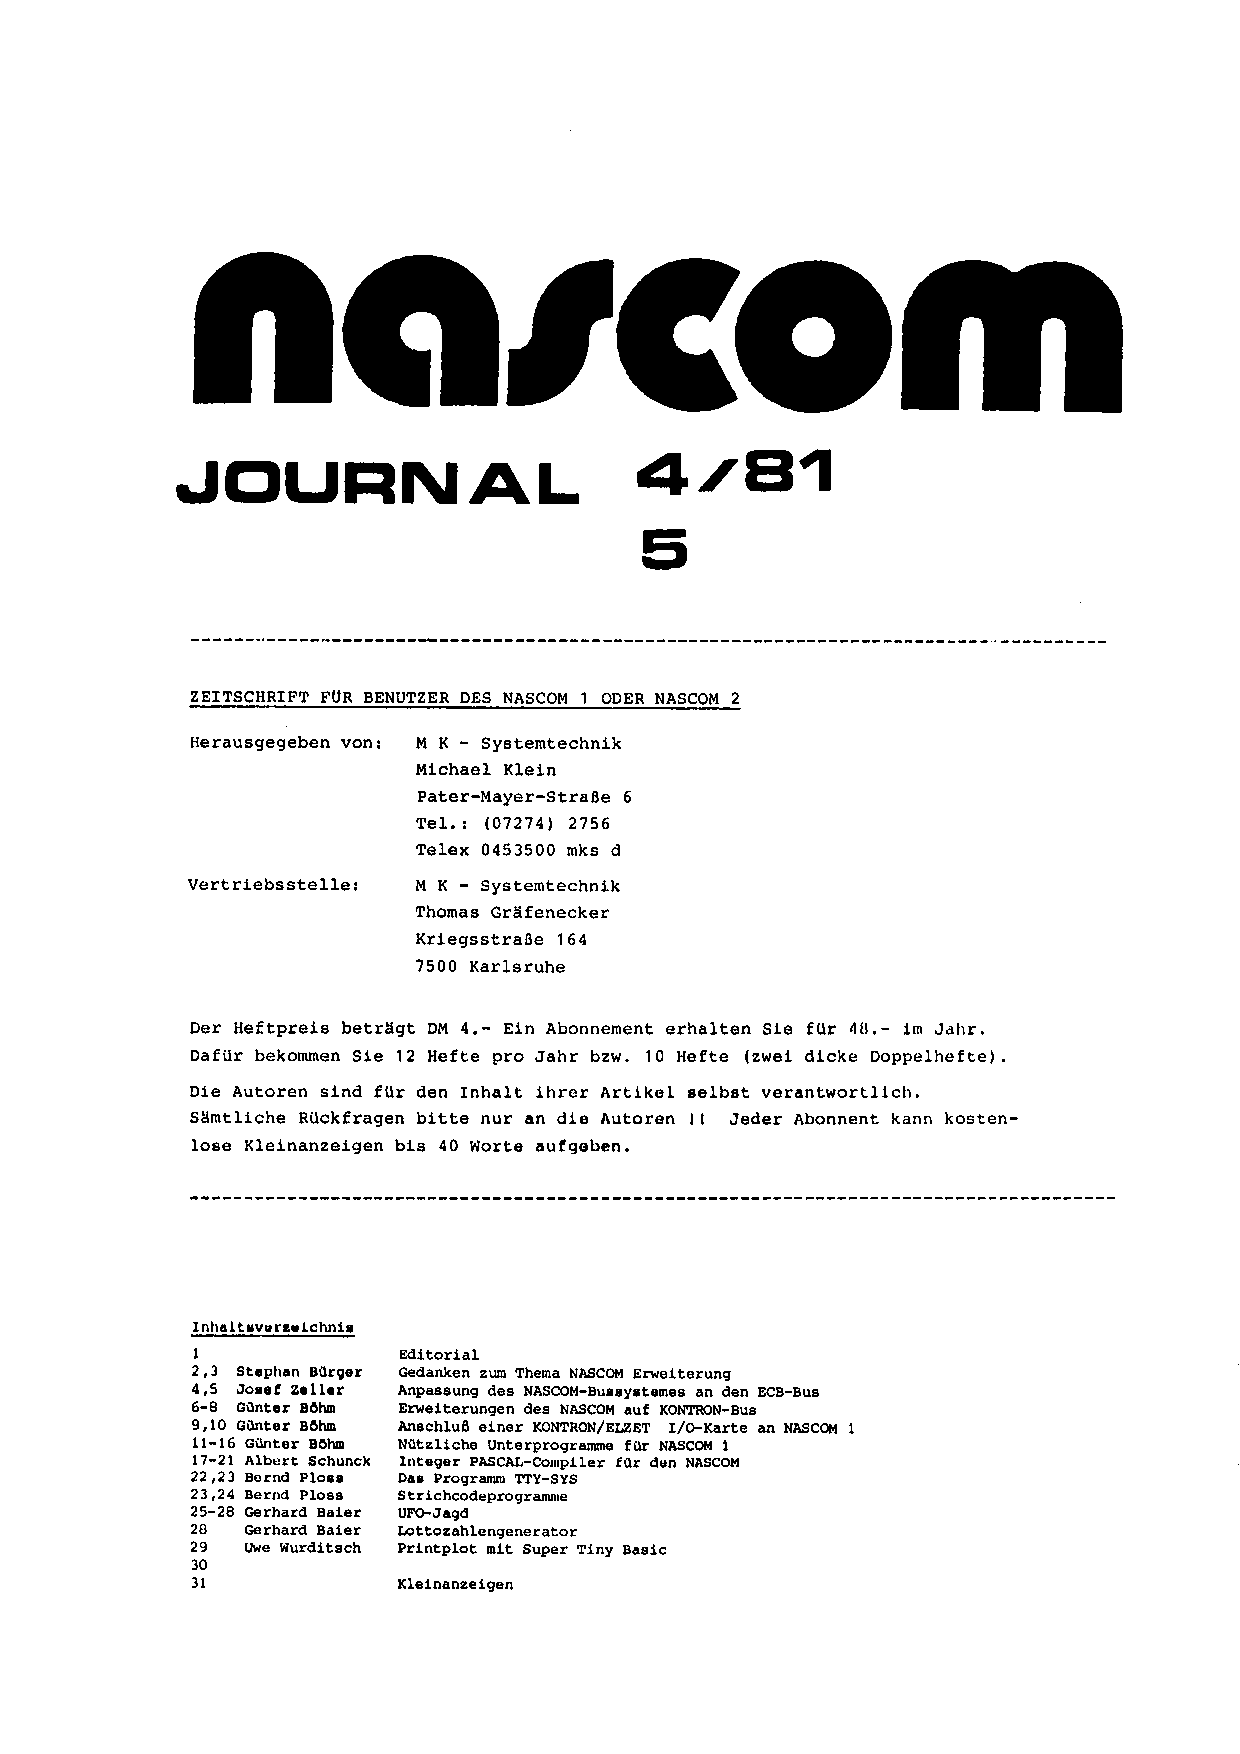 nascom
JOURNAL 4/81
5
ZEITSCHRIFT FÜR BENUTZER DES NASCOM 1 ODER NASCOM 2
Herausgegeben von: M K - Systemtechnik
Michael Klein
Pater-Mayer-Straße 6
Tel.: (07274) 2756
Telex 0453500 mks d
Vertriebsstelle: M K - Systemtechnik
Thomas Gräfenecker
Kriegsstraße 164
7500 Karlsruhe
Der Heftpreis beträgt DM 4.- Ein Abonnement erhalten Sie für 48.- im Jahr.
Dafür bekommen Sie 12 Hefte pro Jahr bzw. 10 Hefte (zwei dicke Doppelhefte).
Die Autoren sind für den Inhalt ihrer Artikel selbst verantwortlich.
Sämtliche Rückfragen bitte nur an die Autoren !! Jeder Abonnent kann kosten-
lose Kleinanzeigen bis 40 Worte aufgeben.
Inhaltsverzeichnis
1 Editorial
2,3 Stephan Bürger Gedanken zum Thema NASCOM Erweiterung
4,5 Josef Zeller Anpassung des NASCOM-Bussystemes an den ECB-Bus
6-8 Günter Böhm Erweiterungen des NASCOM auf KONTRON-Bus
9,10 Günter Böhm Anschluß einer KONTRON/ELZET I/O-Karte an NASCOM 1
11-16 Günter Böhm Nützliche Unterprogramme für NASCOM 1
17-21 Albert Schunck Integer PASCAL-Compiler für den NASCOM
22,23 Bernd Ploss Das Programm TTY-SYS
23,24 Bernd Ploss Strichcodeprogramme
25-28 Gerhard Baier UFO-Jagd
28 Gerhard Baier Lottozahlengenerator
29 Uwe Wurditsch Printplot mit Super Tiny Basic
30
31 Kleinanzeigen